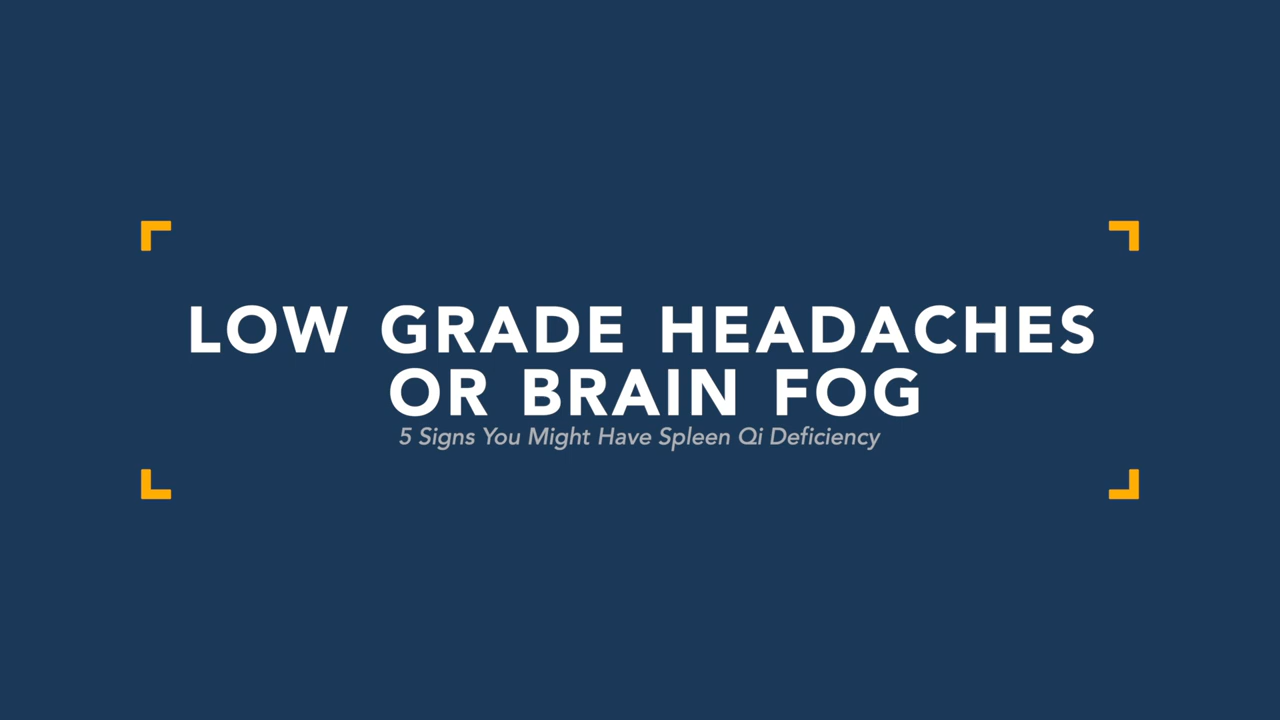 LOW GRADE HEADACHES
OR BRAIN FOG
5 Signs You Might Have Spleen Qi Deficiency